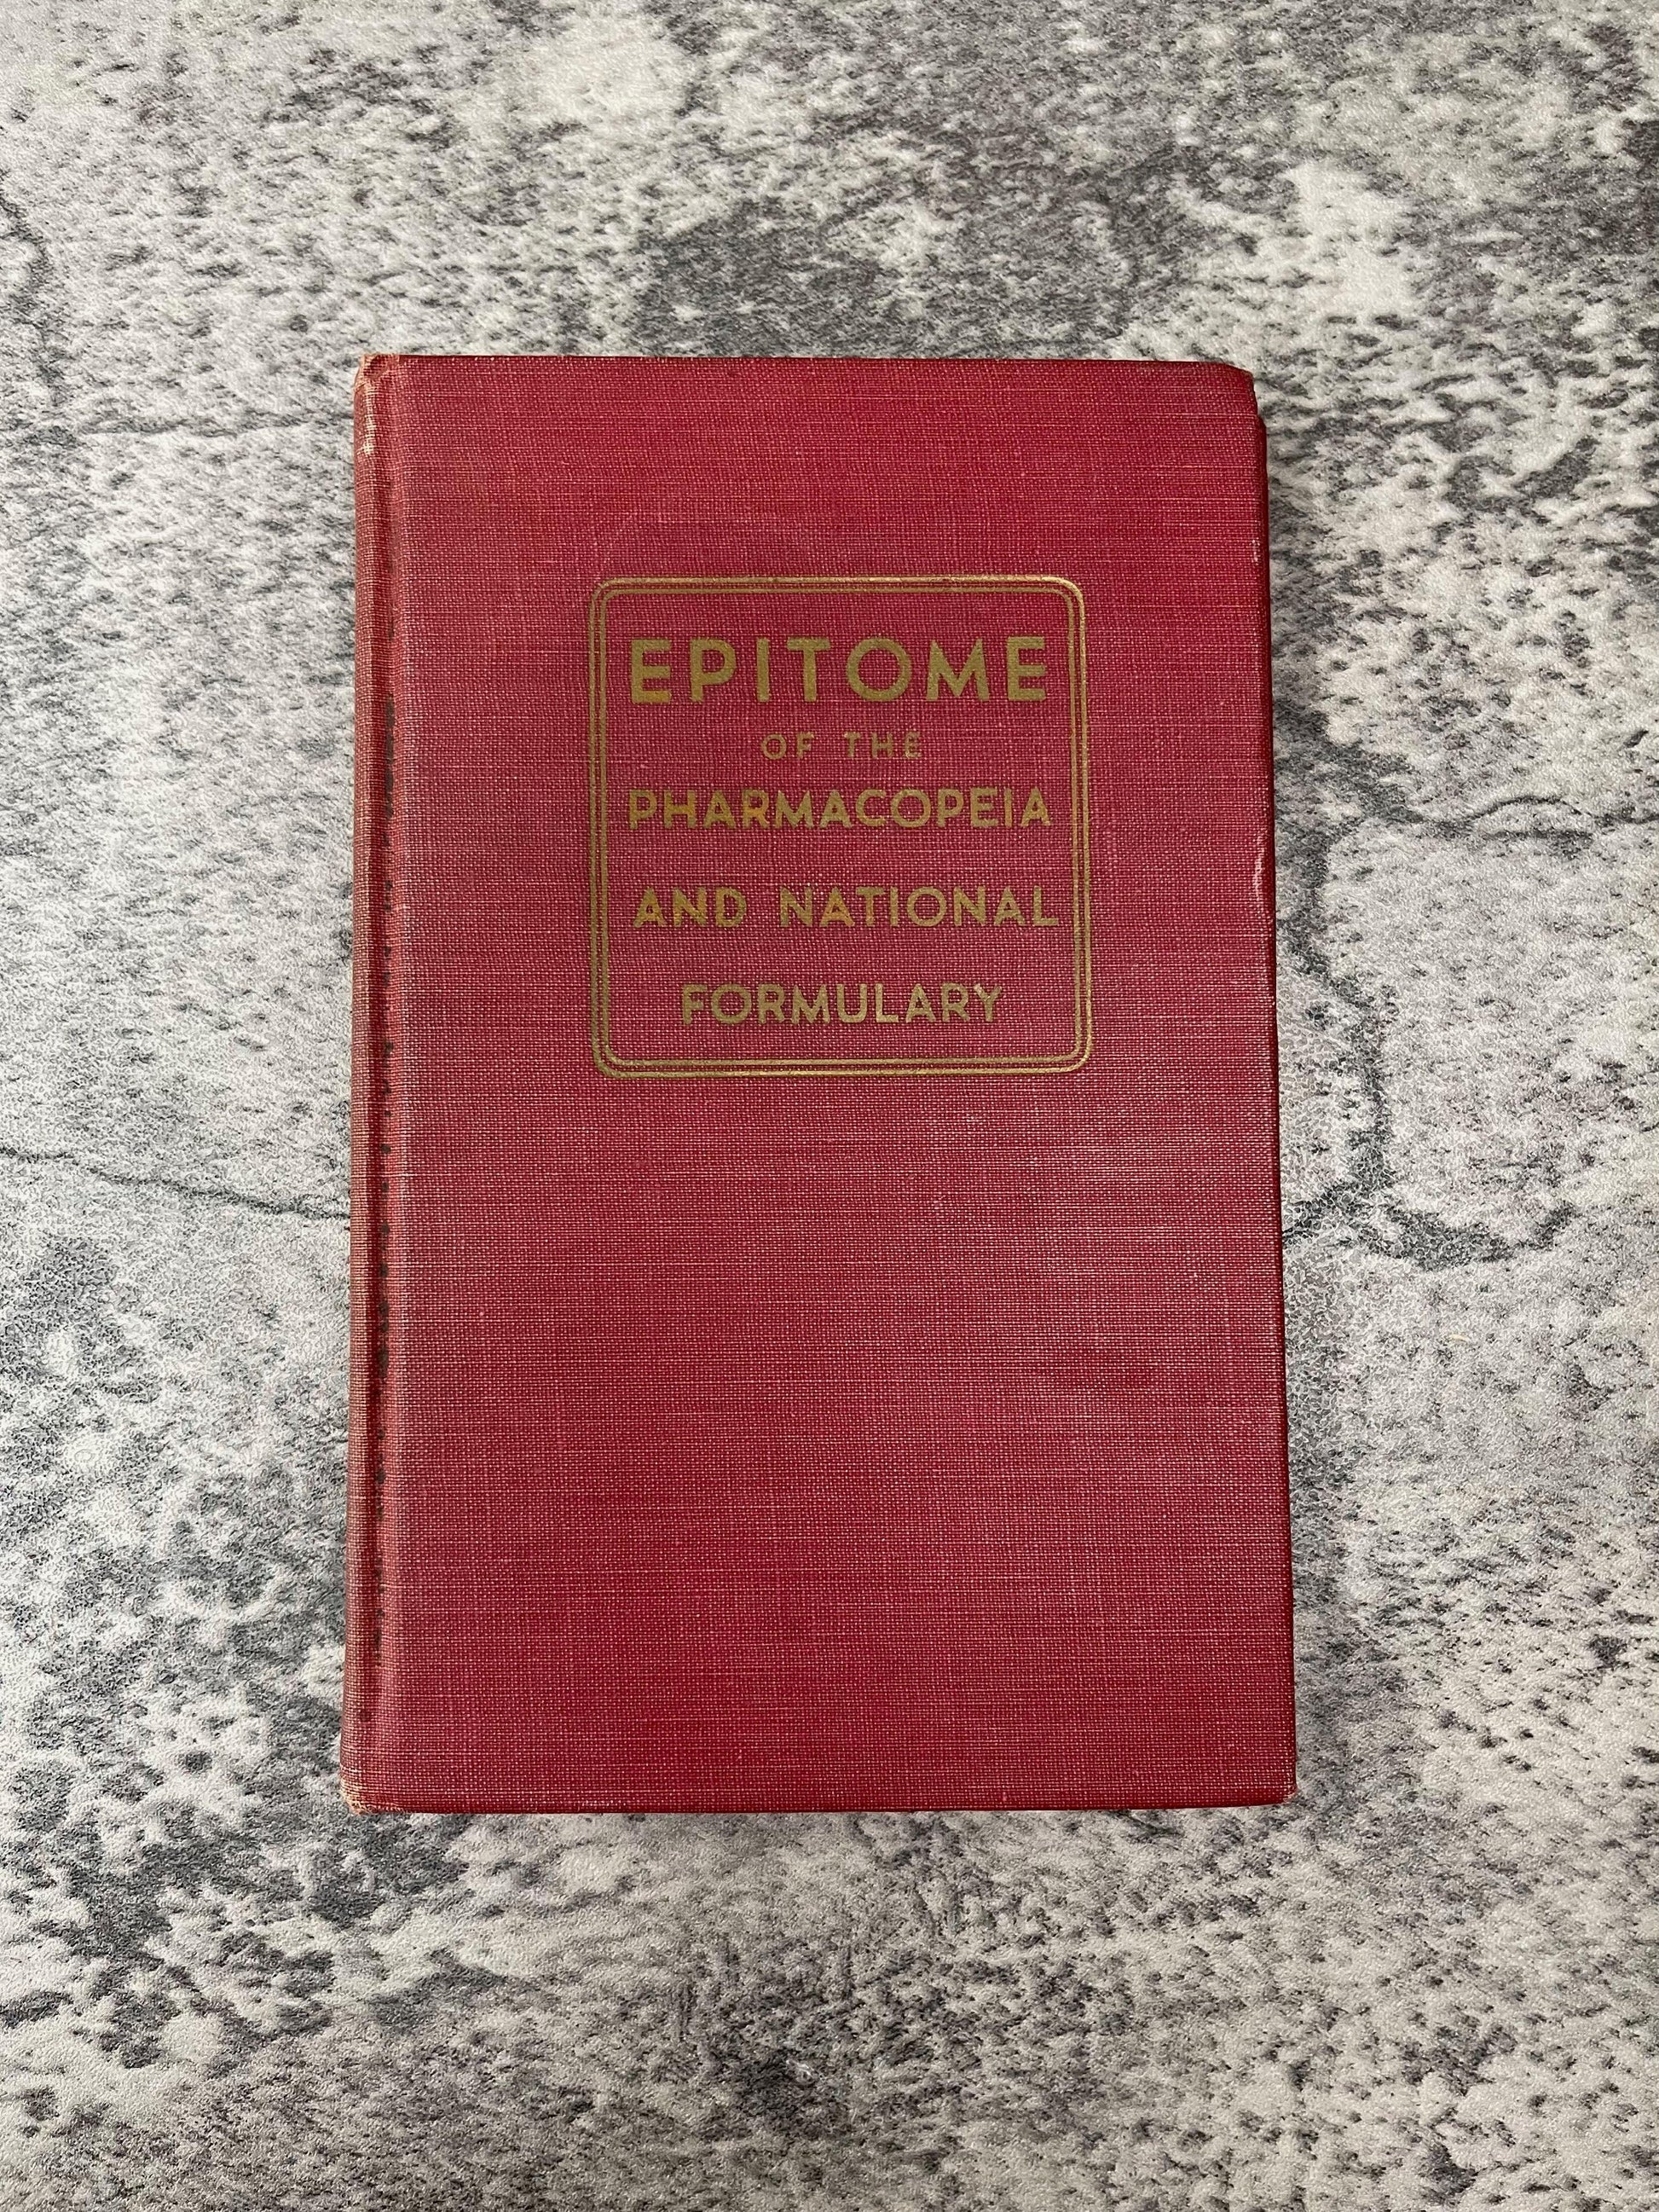 EPITOME
OF THE
PHARMACOPEIA
AND NATIONAL
FORMULARY